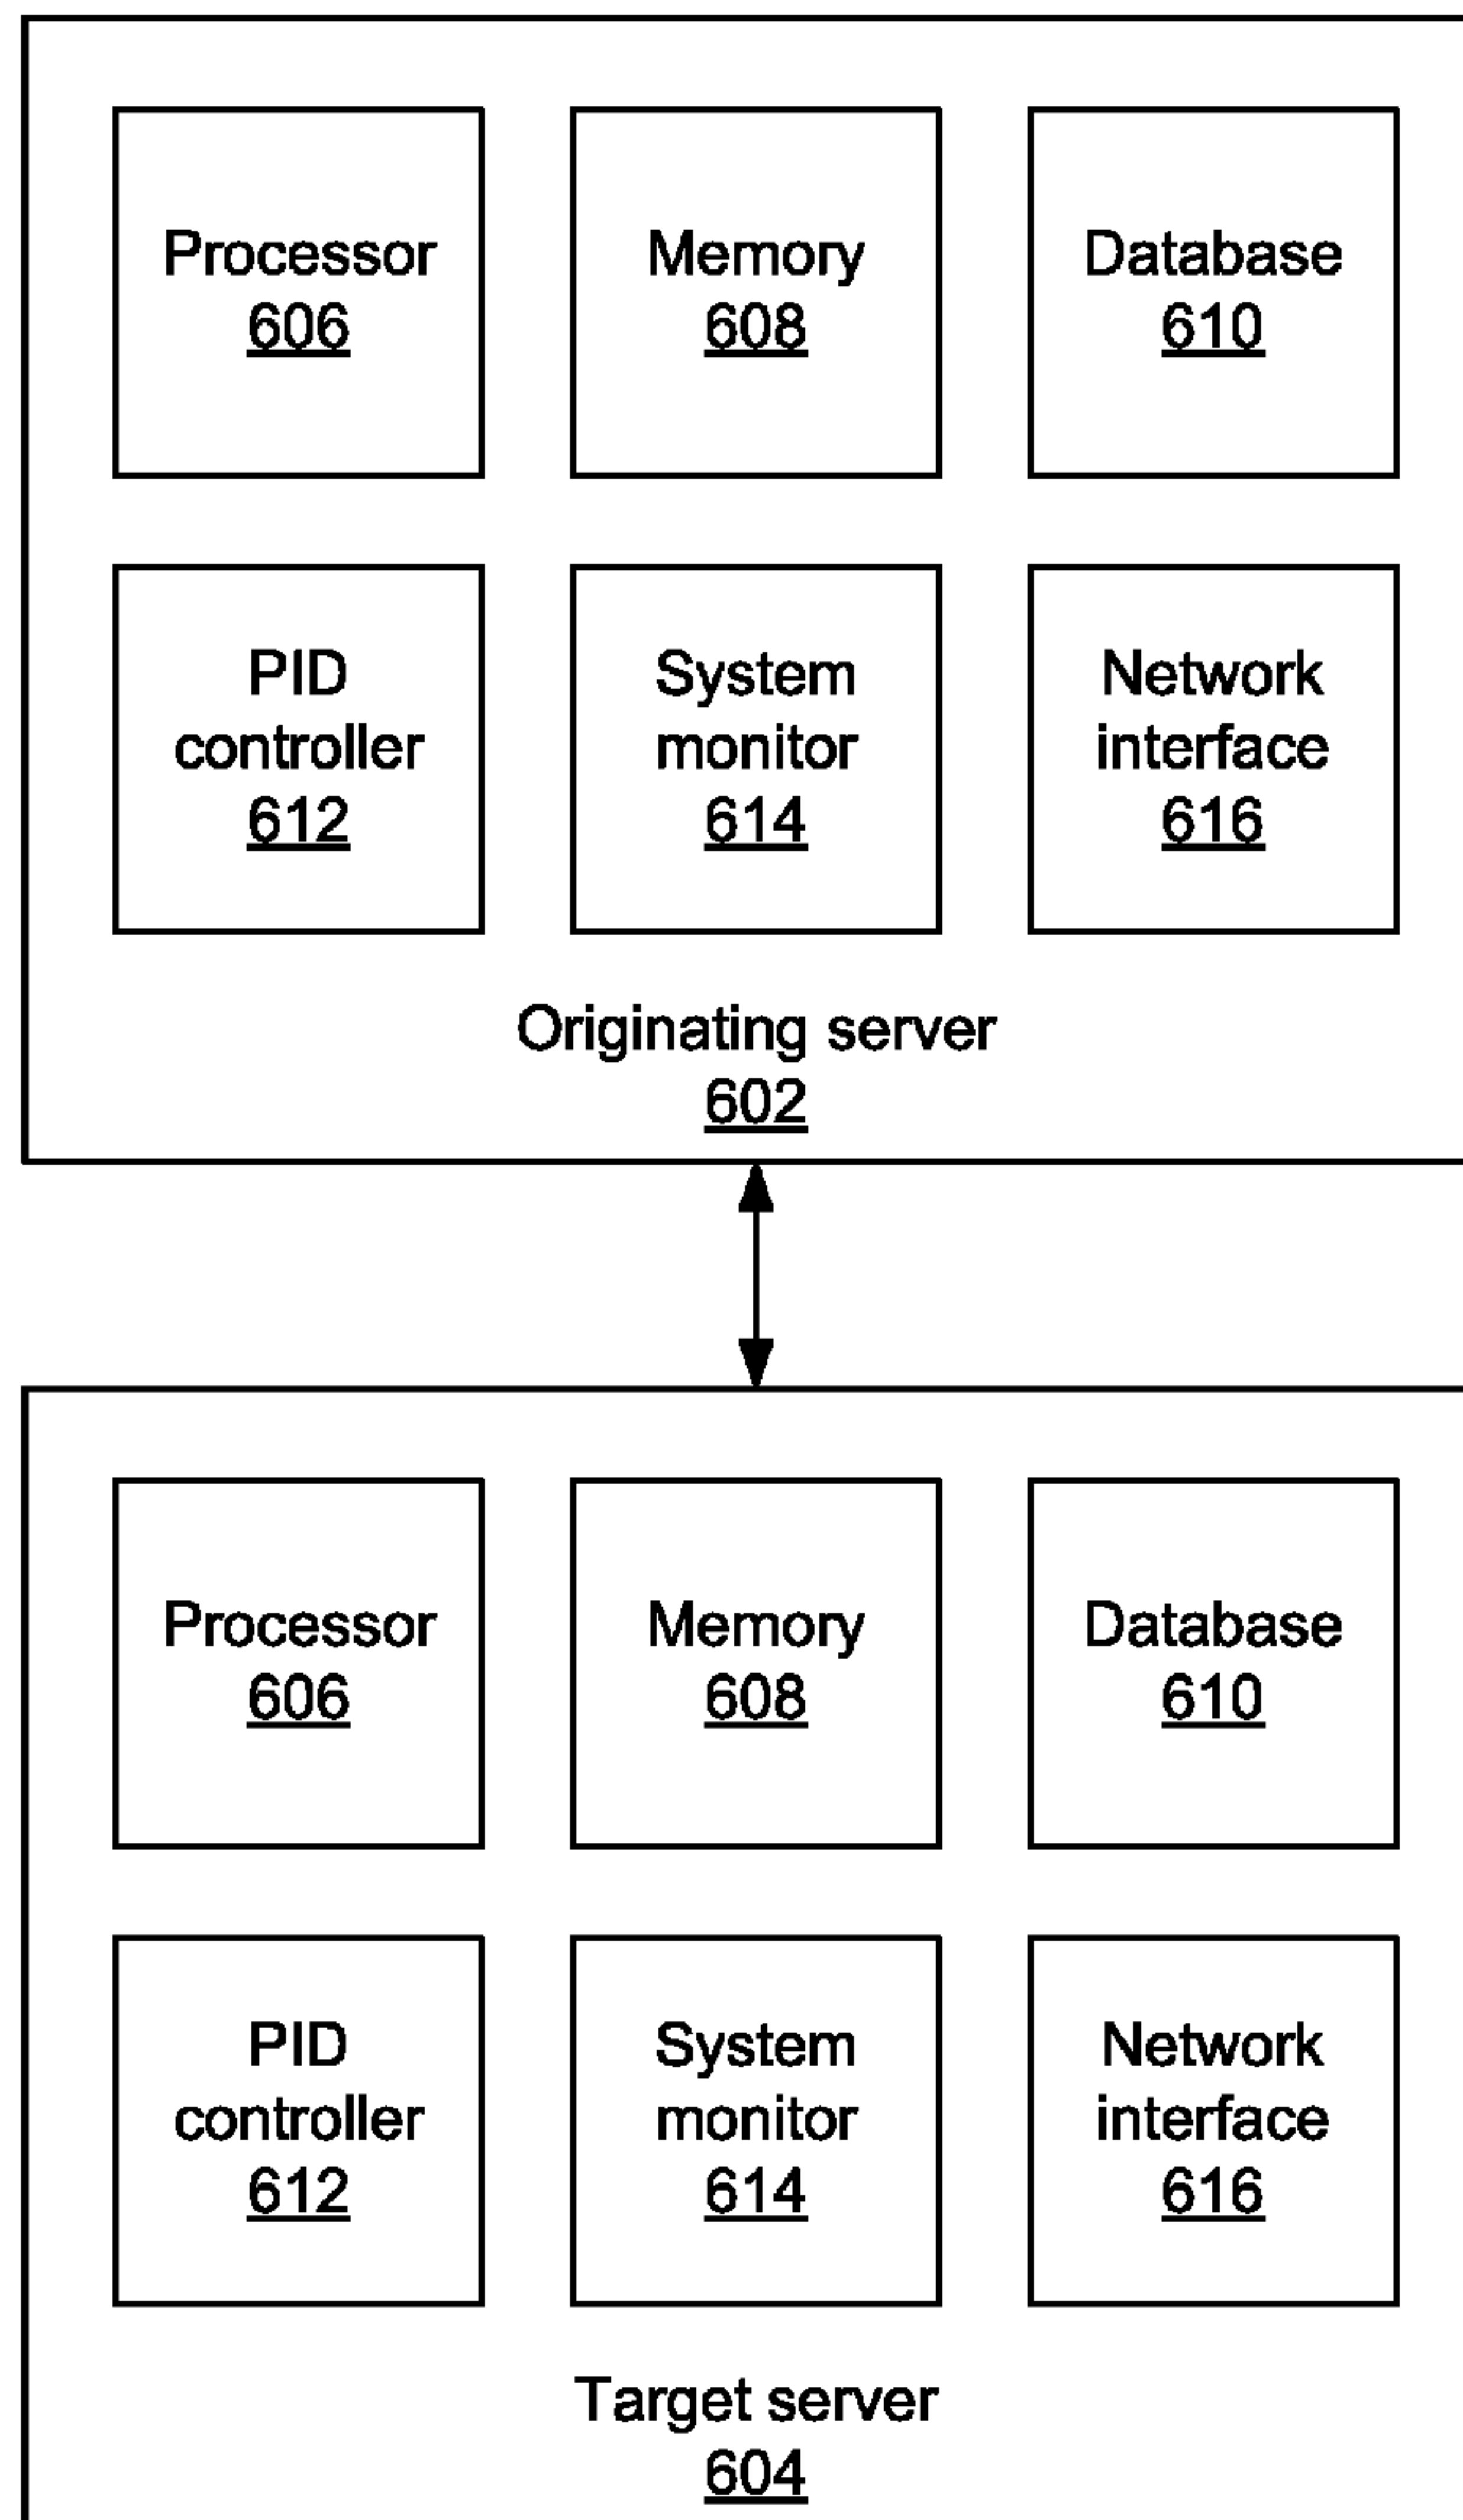 Processor
606
Memory
608
Database
610
PID
controller
612
System
monitor
614
Network
interface
616
Originating server
602
Processor
606
Memory
608
Database
610
PID
controller
612
System
monitor
614
Network
interface
616
Target server
604